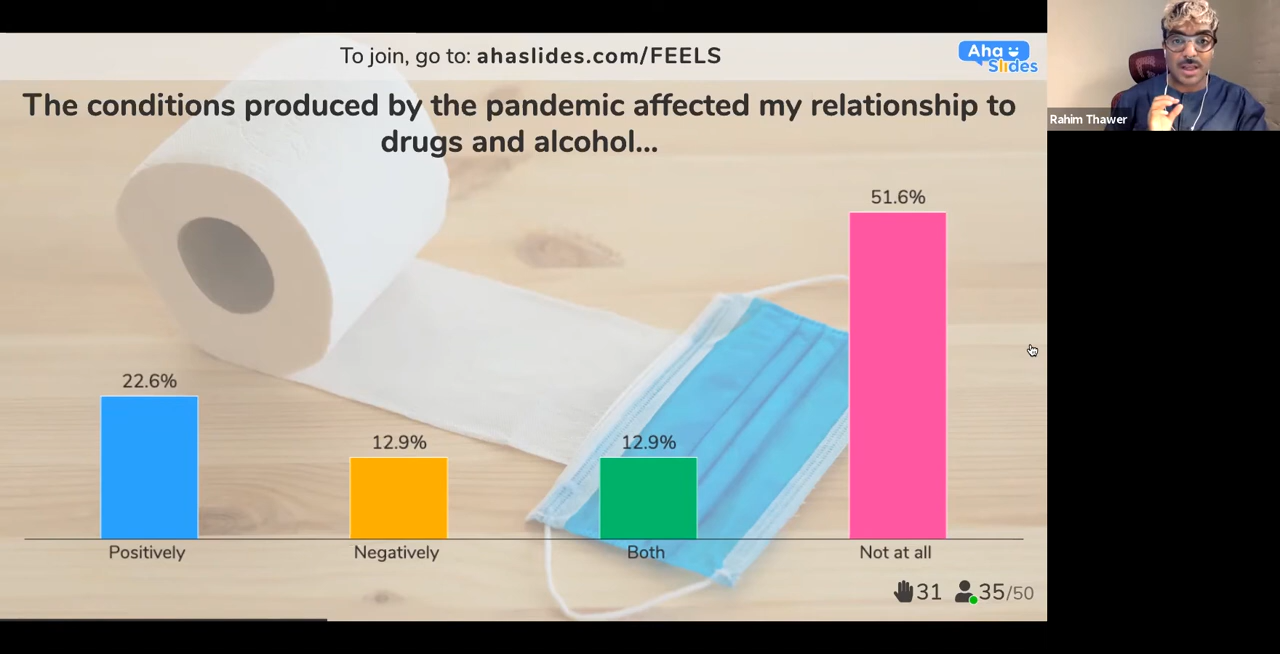 To join, go to: ahaslides.com/FEELS
Aha
Slides
The conditions produced by the pandemic affected my relationship to
drugs and alcohol...
Rahim Thawer
51.6%
22.6%
12.9%
12.9%
Positively
Negatively
Both
Not at all
31
35/50